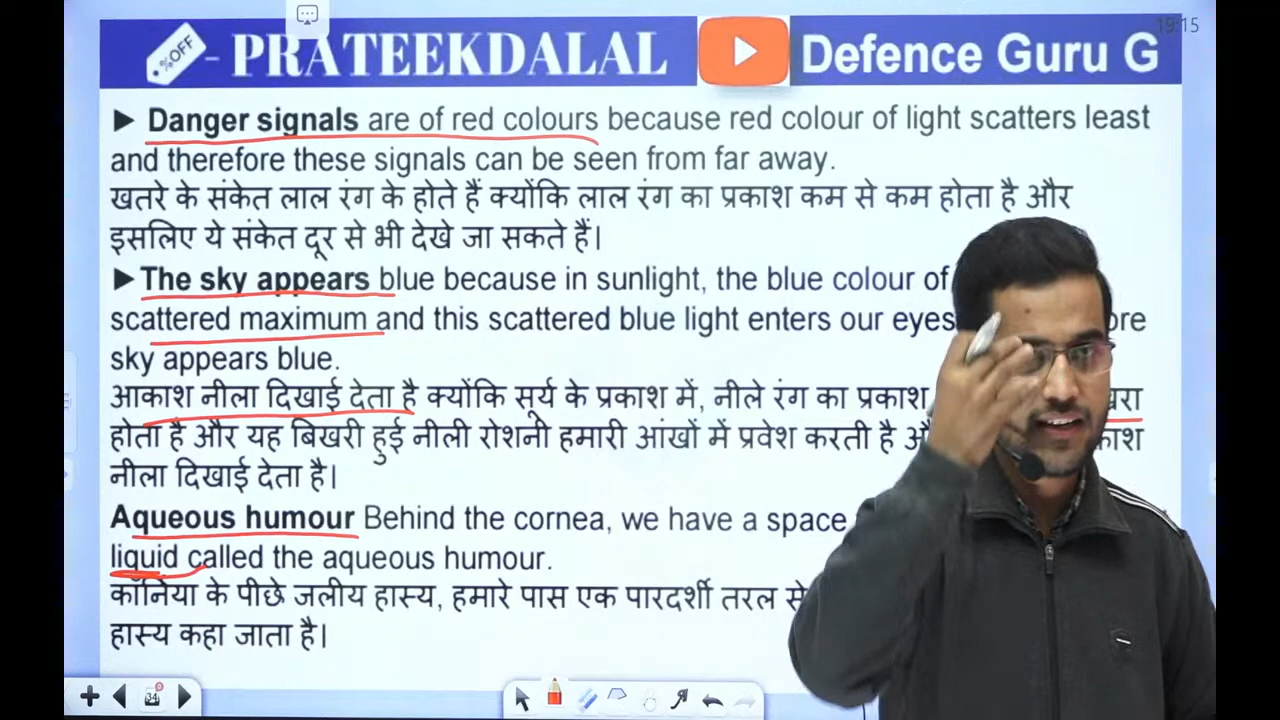 19:15
%OFF - PRATEEKDALAL Defence Guru G
► Danger signals are of red colours because red colour of light scatters least
and therefore these signals can be seen from far away.
खतरे के संकेत लाल रंग के होते हैं क्योंकि लाल रंग का प्रकाश कम से कम होता है और
इसलिए ये संकेत दूर से भी देखे जा सकते हैं।
►The sky appears blue because in sunlight, the blue colour of
scattered maximum and this scattered blue light enters our eyes ore
sky appears blue.
आकाश नीला दिखाई देता है क्योंकि सूर्य के प्रकाश में, नीले रंग का प्रकाश खरा
होता है और यह बिखरी हुई नीली रोशनी हमारी आंखों में प्रवेश करती है काश
नीला दिखाई देता है।
Aqueous humour Behind the cornea, we have a space
liquid called the aqueous humour.
कॉर्निया के पीछे जलीय हास्य, हमारे पास एक पारदर्शी तरल से
हास्य कहा जाता है।
34